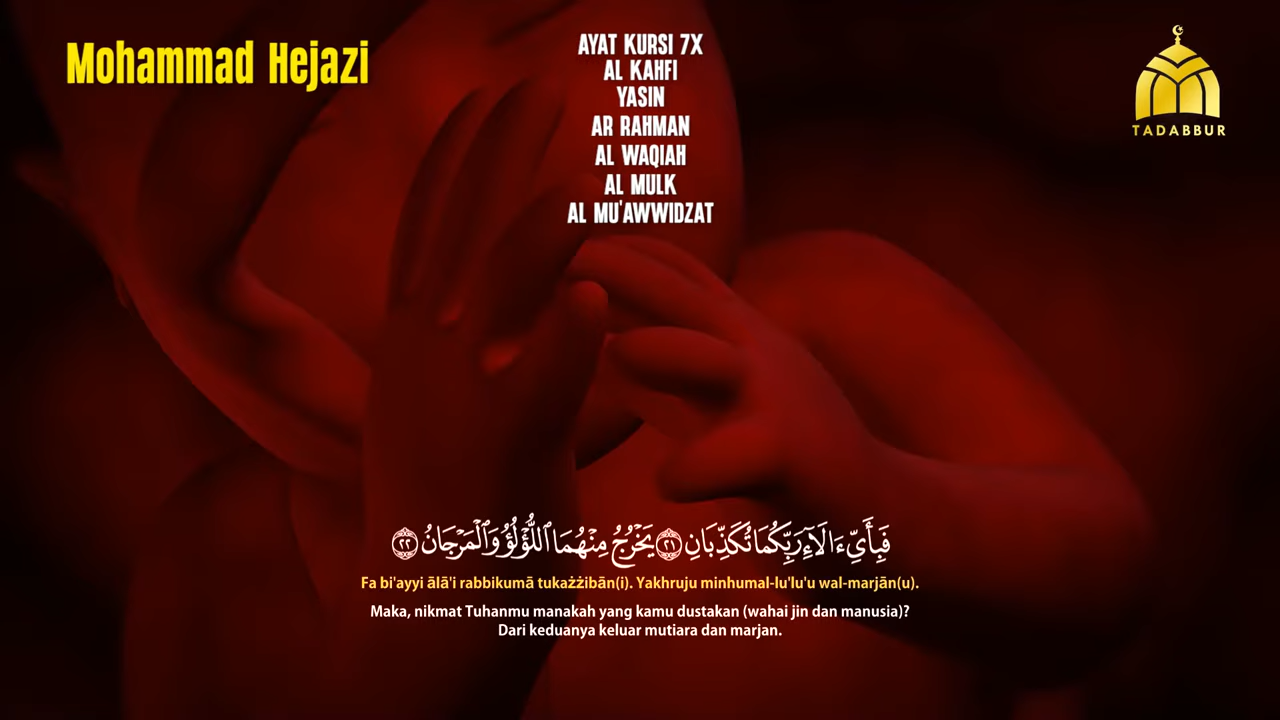 Mohammad Hejazi
AYAT KURSI 7X
AL KAHFI
YASIN
AR RAHMAN
AL WAQIAH
AL MULK
AL MU'AWWIDZAT
TADABBUR
فَبِأَيِّ ءَالَآءِ رَبِّكُمَا تُكَذِّبَانِ ٢١ يَخْرُجُ مِنْهُمَا ٱللُّؤْلُؤُ وَٱلْمَرْجَانُ ٢٢
Fa bi'ayyi ālā'i rabbikumā tukażżibān(i). Yakhruju minhumal-lu'lu'u wal-marjān(u).
Maka, nikmat Tuhanmu manakah yang kamu dustakan (wahai jin dan manusia)?
Dari keduanya keluar mutiara dan marjan.